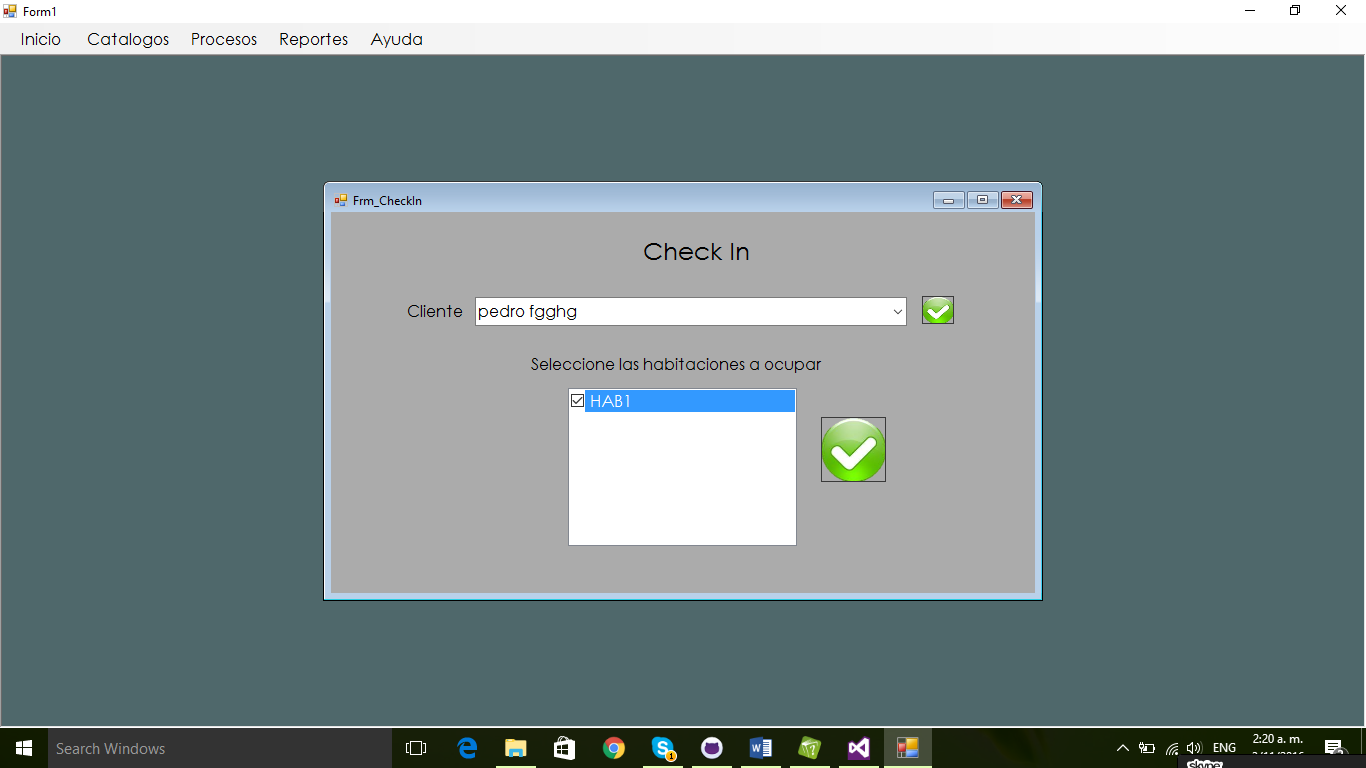 Form1
Inicio Catalogos Procesos Reportes Ayuda
Frm_CheckIn
Check In
Cliente pedro fgghg
Seleccione las habitaciones a ocupar
HAB1
Search Windows
ENG
2:20 a. m.
skype